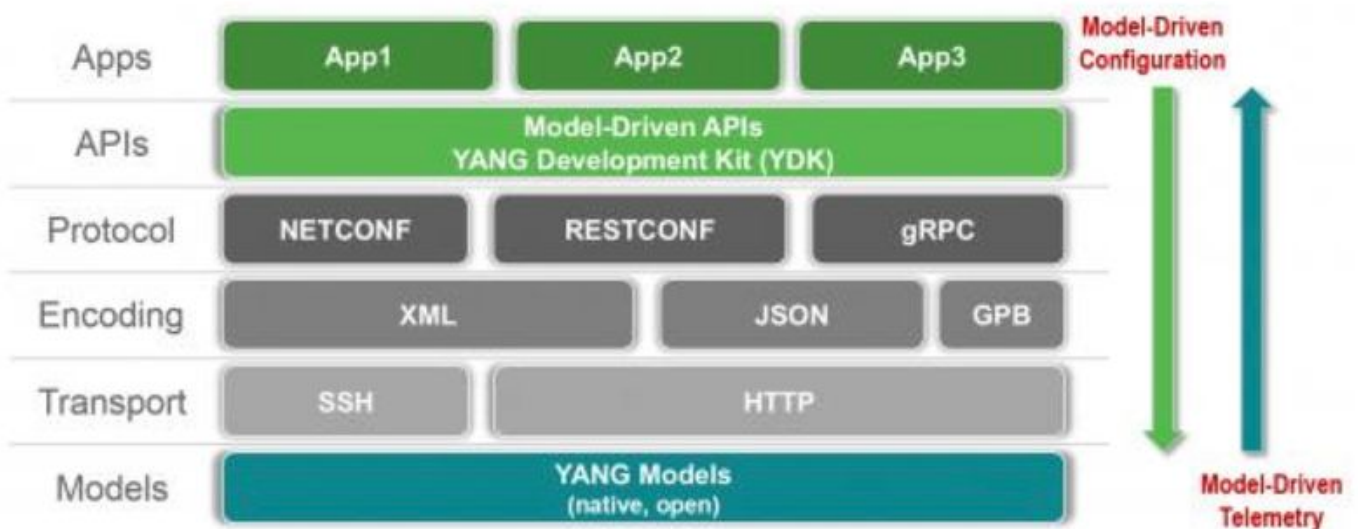 Apps
App1
App2
App3
Model-Driven
Configuration
APIs
Model-Driven APIs
YANG Development Kit (YDK)
Protocol
NETCONF
RESTCONF
gRPC
Encoding
XML
JSON
GPB
Transport
SSH
HTTP
Models
YANG Models
(native, open)
Model-Driven
Telemetry